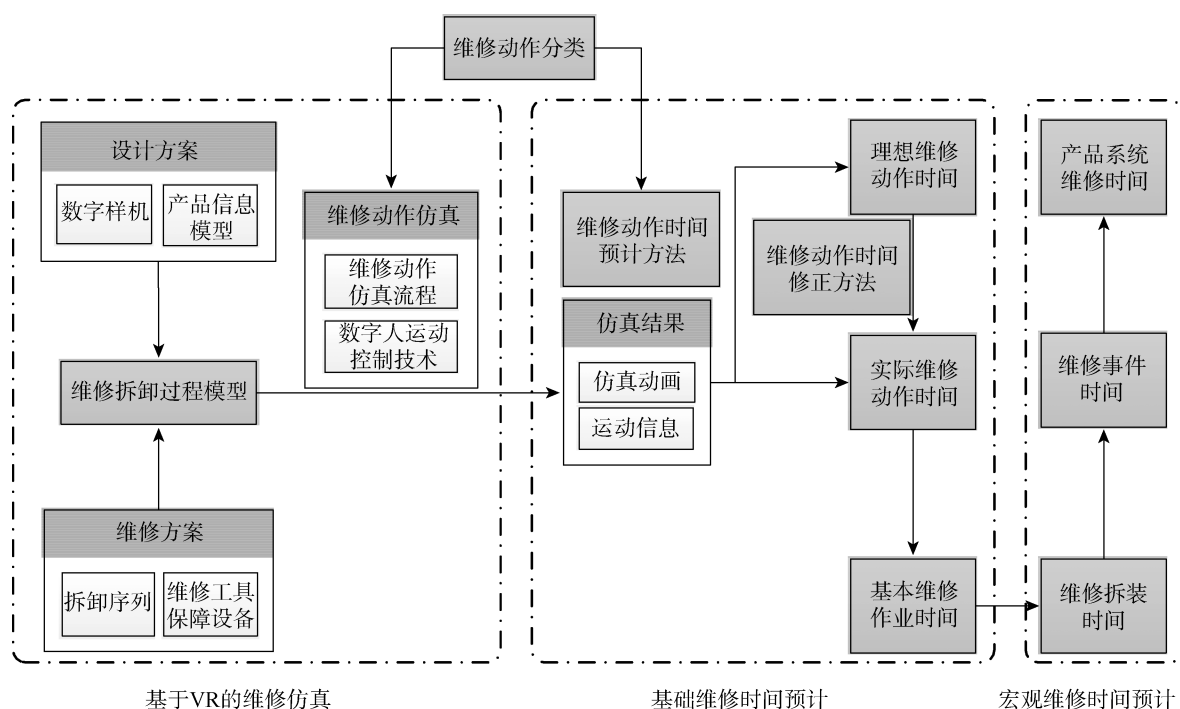 维修动作分类
设计方案
数字样机
产品信息
模型
维修动作仿真
维修动作
仿真流程
数字人运动
控制技术
维修拆卸过程模型
维修方案
拆卸序列
维修工具
保障设备
基于VR的维修仿真
维修动作时间
预计方法
仿真结果
仿真动画
运动信息
理想维修
动作时间
维修动作时间
修正方法
实际维修
动作时间
基本维修
作业时间
基础维修时间预计
产品系统
维修时间
维修事件
时间
维修拆装
时间
宏观维修时间预计